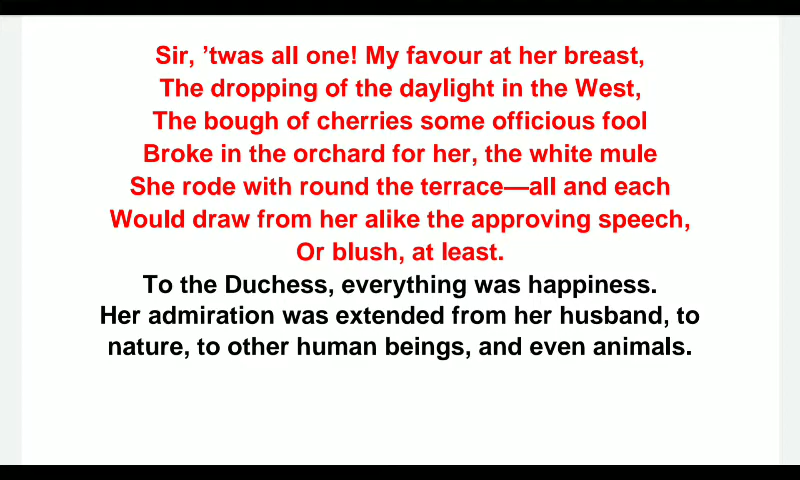 Sir, ’twas all one! My favour at her breast,
The dropping of the daylight in the West,
The bough of cherries some officious fool
Broke in the orchard for her, the white mule
She rode with round the terrace—all and each
Would draw from her alike the approving speech,
Or blush, at least.
To the Duchess, everything was happiness.
Her admiration was extended from her husband, to
nature, to other human beings, and even animals.